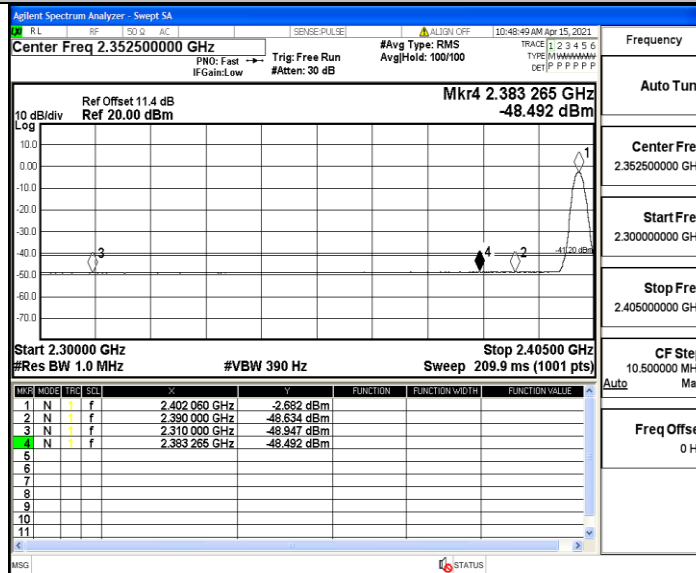 Agilent Spectrum Analyzer - Swept SA
RL RF 50 Ω AC SENSE:PULSE ALIGN OFF 10:48:49 AM Apr 15, 2021
Center Freq 2.352500000 GHz
PNO: Fast
IFGain:Low
Trig: Free Run
#Atten: 30 dB
#Avg Type: RMS
Avg|Hold: 100/100
TRACE 1 2 3 4 5 6
TYPE M W W W W W
DET P P P P P P
Ref Offset 11.4 dB
10 dB/div Ref 20.00 dBm
Log
Mkr4 2.383 265 GHz
-48.492 dBm
10.0
0.00
-10.0
-20.0
-30.0
-40.0
-50.0
-60.0
-70.0
1
2
3
4
-41.20 dBm
Start 2.30000 GHz Stop 2.40500 GHz
#Res BW 1.0 MHz #VBW 390 Hz Sweep 209.9 ms (1001 pts)
MKR MODE TRC SCL X Y FUNCTION FUNCTION WIDTH FUNCTION VALUE
1 N 1 f 2.402 060 GHz -2.682 dBm
2 N 1 f 2.390 000 GHz -48.634 dBm
3 N 1 f 2.310 000 GHz -48.947 dBm
4 N 1 f 2.383 265 GHz -48.492 dBm
5
6
7
8
9
10
11
MSG STATUS
Frequency
Auto Tun
Center Fre
2.352500000 GH
Start Fre
2.300000000 GH
Stop Fre
2.405000000 GH
CF Ste
10.500000 MH
Auto Ma
Freq Offse
0 H